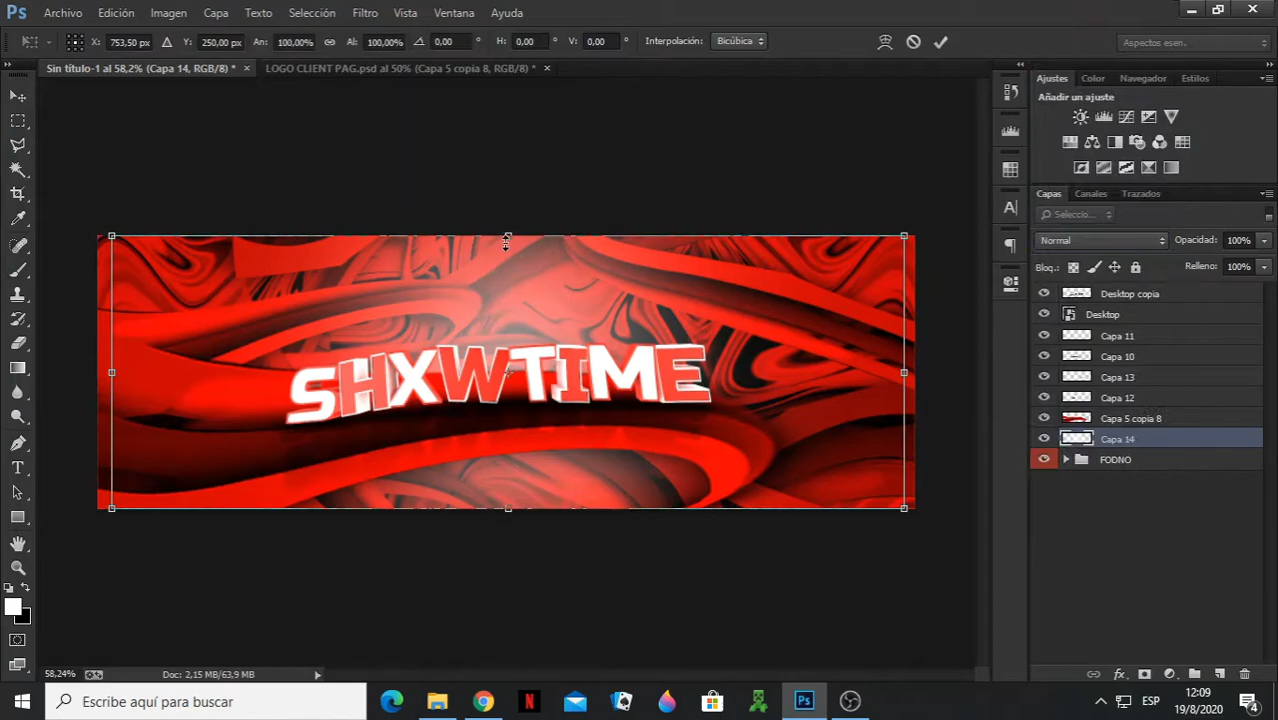 Ps Archivo Edición Imagen Capa Texto Selección Filtro Vista Ventana Ayuda
X: 753,50 px Y: 250,00 px An: 100,00% Al: 100,00% 0,00 ° H: 0,00 ° V: 0,00 ° Interpolación: Bicúbica Aspectos esen.
Sin título-1 al 58,2% (Capa 14, RGB/8) * × LOGO CLIENT PAG.psd al 50% (Capa 5 copia 8, RGB/8) * ×
Ajustes Color Navegador Estilos
Añadir un ajuste
Capas Canales Trazados
Seleccio...
Normal Opacidad: 100%
Bloq.: Relleno: 100%
Desktop copia
Desktop
Capa 11
Capa 10
Capa 13
Capa 12
Capa 5 copia 8
Capa 14
FODNO
SHXWTIME
58,24% Doc: 2,15 MB/63,9 MB
Escribe aquí para buscar
N
Ps
ESP
12:09
19/8/2020
4